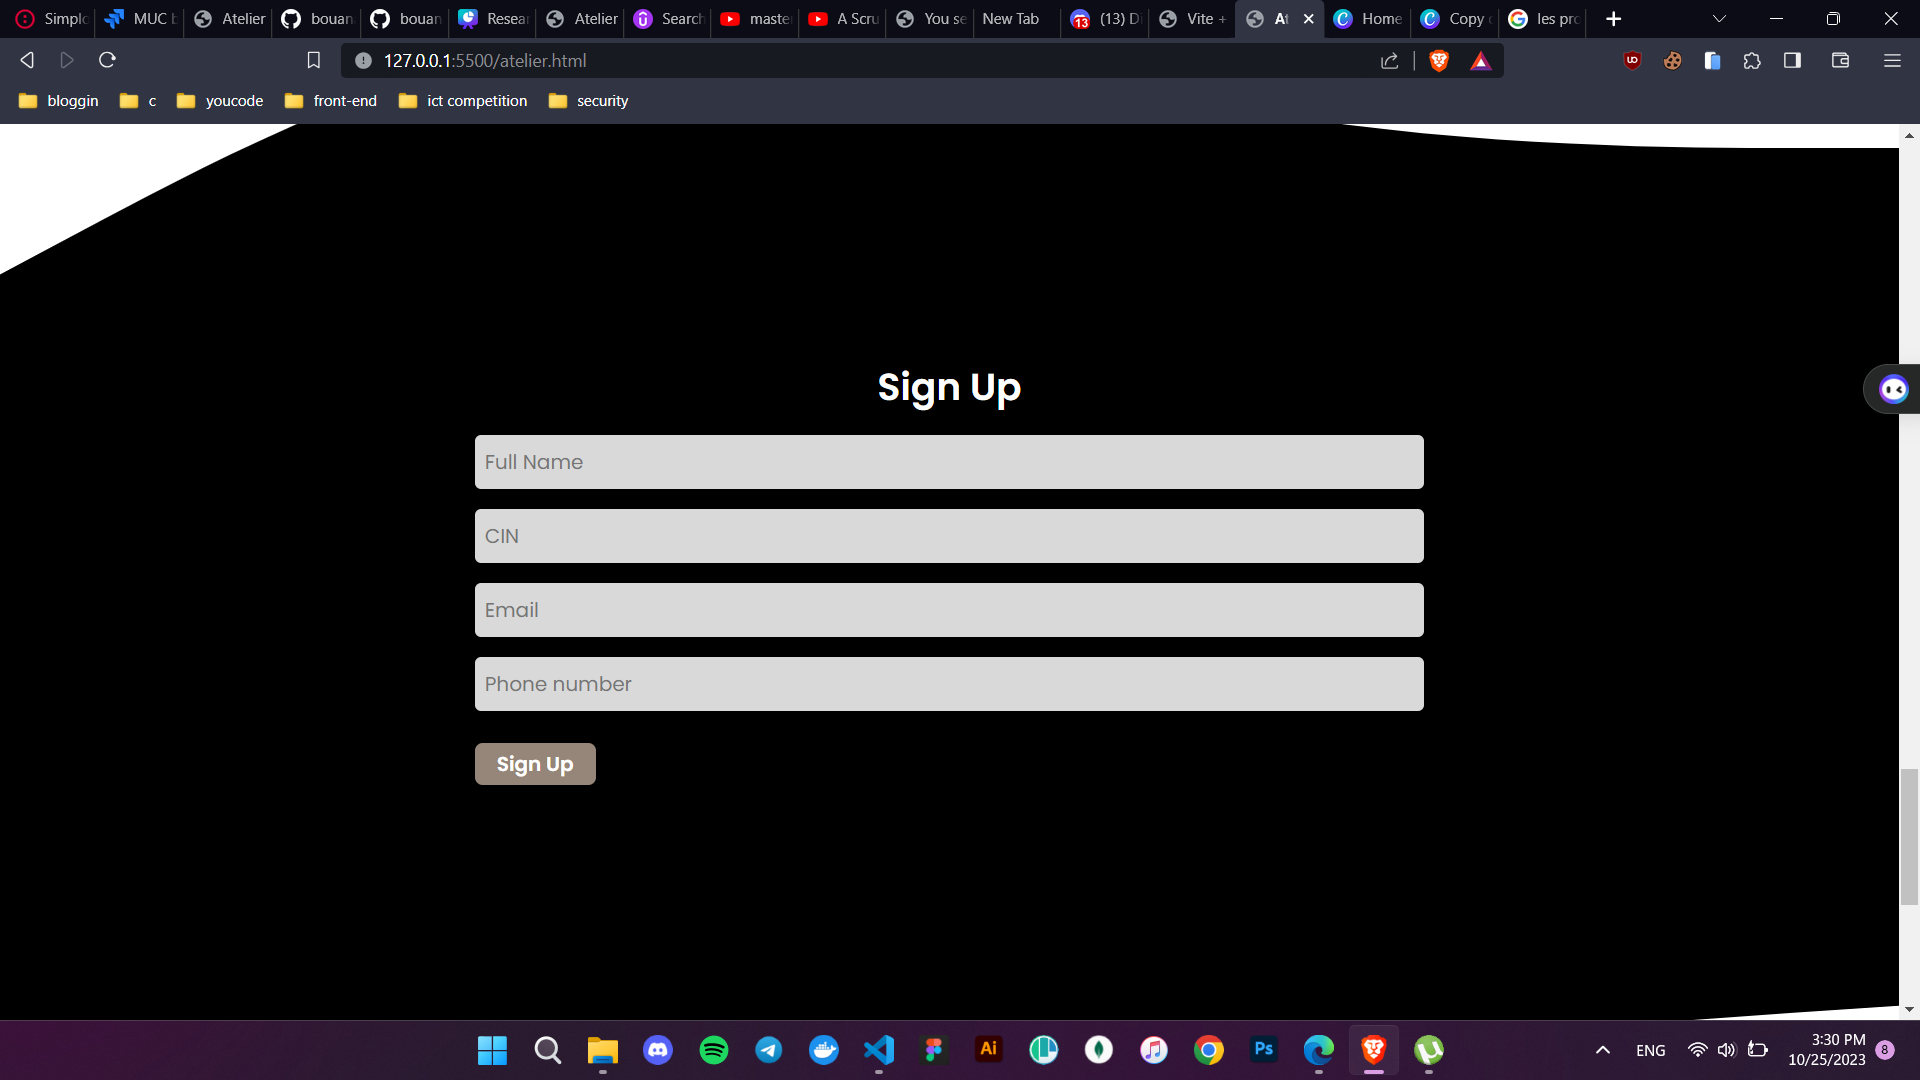 Simplo
MUC b
Atelier
bouan
bouan
Resear
Atelier
Search
maste
A Scru
You se
New Tab
(13) Di
Vite +
At
Home
Copy
les pro
127.0.0.1:5500/atelier.html
bloggin
c
youcode
front-end
ict competition
security
Sign Up
Full Name
CIN
Email
Phone number
Sign Up
Ai
Ps
ENG
3:30 PM
10/25/2023
8